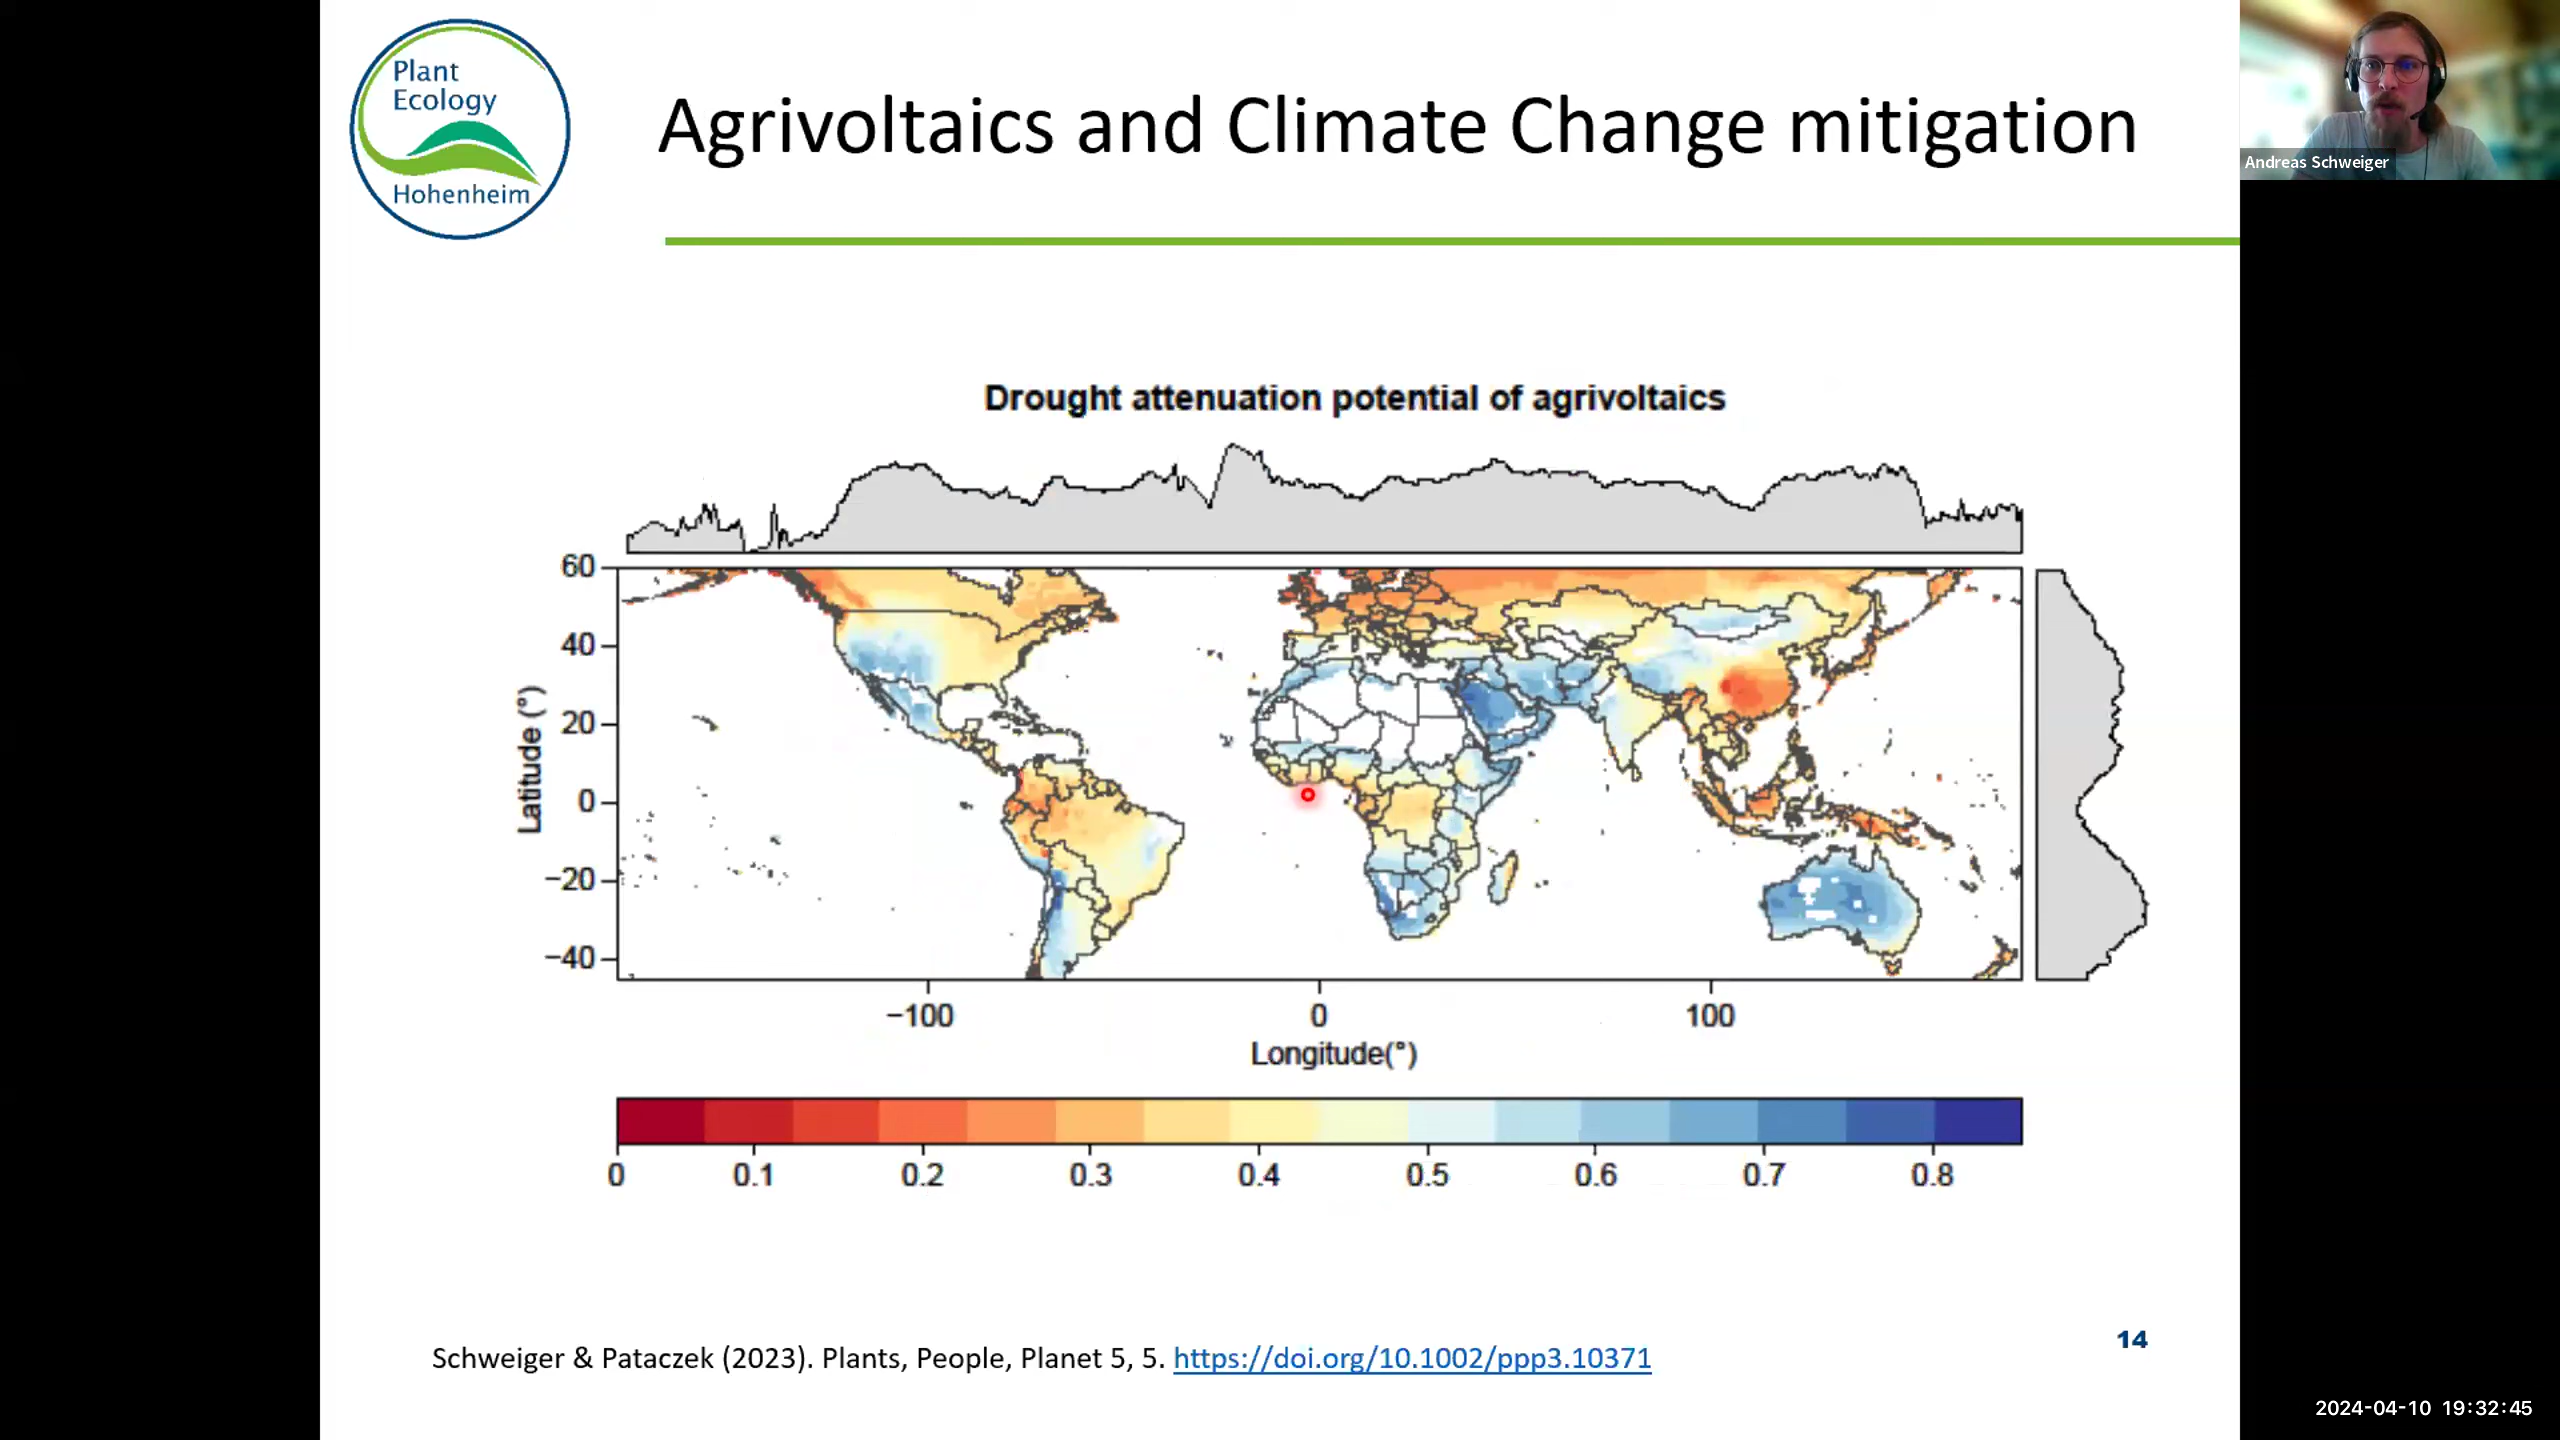 Plant
Ecology
Hohenheim
Agrivoltaics and Climate Change mitigation
Andreas Schweiger
Drought attenuation potential of agrivoltaics
60
40
20
0
−20
−40
Latitude (°)
−100 0 100
Longitude(°)
0 0.1 0.2 0.3 0.4 0.5 0.6 0.7 0.8
14
Schweiger & Pataczek (2023). Plants, People, Planet 5, 5. https://doi.org/10.1002/ppp3.10371
2024-04-10 19:32:45